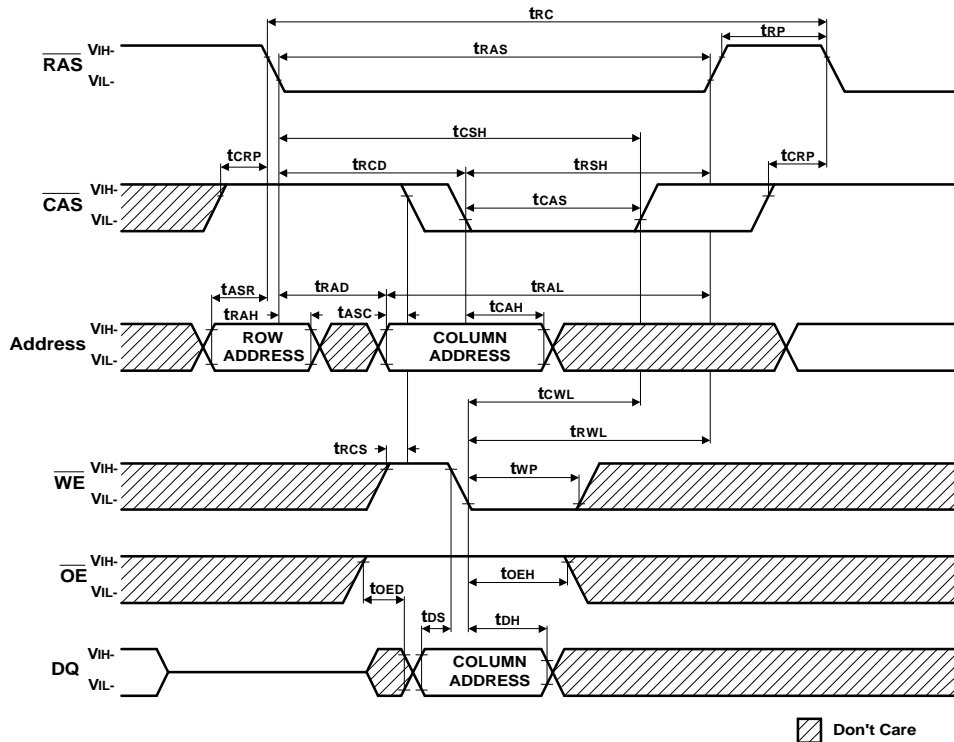 tRC
tRP
VIH-
RAS
tRAS
VIL-
tCSH
tCRP
tRCD
tRSH
tCRP
VIH-
CAS
tCAS
VIL-
tASR
tRAD
tRAL
tRAH
tASC
tCAH
VIH-
Address
ROW
ADDRESS
COLUMN
ADDRESS
VIL-
tCWL
tRWL
tRCS
VIH-
WE
tWP
VIL-
VIH-
OE
tOEH
VIL-
tOED
tDS
tDH
VIH-
DQ
COLUMN
ADDRESS
VIL-
Don't Care